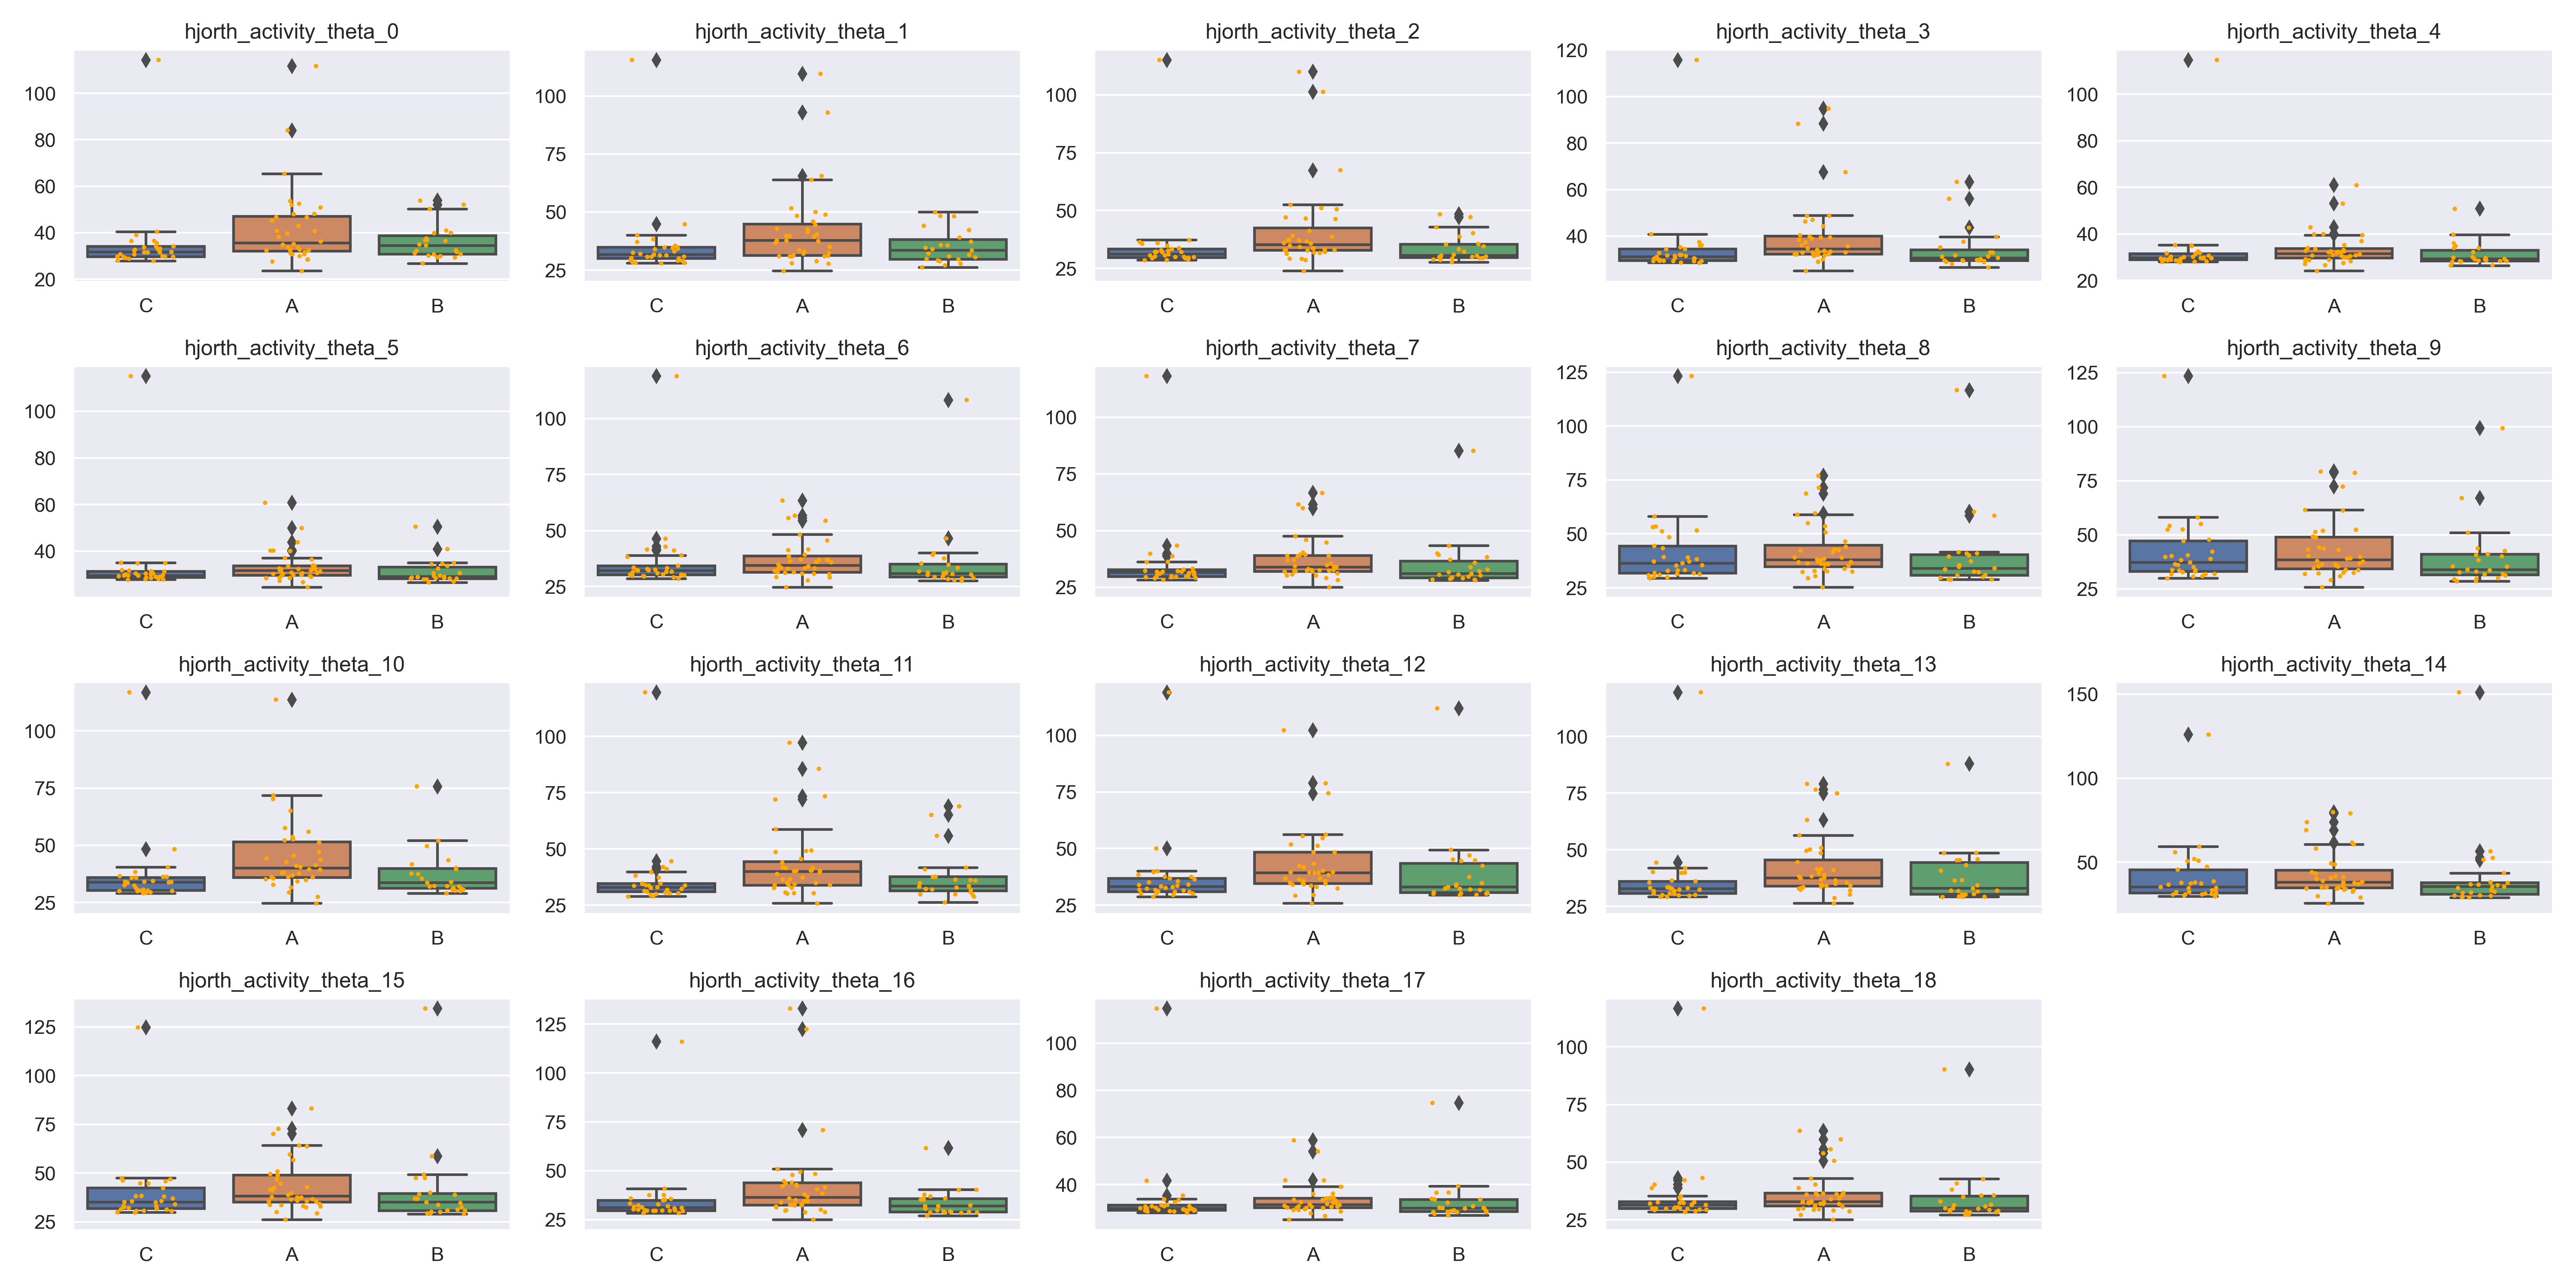 hjorth_activity_theta_0
100
80
60
40
20
C A B
hjorth_activity_theta_1
100
75
50
25
C A B
hjorth_activity_theta_2
100
75
50
25
C A B
hjorth_activity_theta_3
120
100
80
60
40
C A B
hjorth_activity_theta_4
100
80
60
40
20
C A B
hjorth_activity_theta_5
100
80
60
40
C A B
hjorth_activity_theta_6
100
75
50
25
C A B
hjorth_activity_theta_7
100
75
50
25
C A B
hjorth_activity_theta_8
125
100
75
50
25
C A B
hjorth_activity_theta_9
125
100
75
50
25
C A B
hjorth_activity_theta_10
100
75
50
25
C A B
hjorth_activity_theta_11
100
75
50
25
C A B
hjorth_activity_theta_12
100
75
50
25
C A B
hjorth_activity_theta_13
100
75
50
25
C A B
hjorth_activity_theta_14
150
100
50
C A B
hjorth_activity_theta_15
125
100
75
50
25
C A B
hjorth_activity_theta_16
125
100
75
50
25
C A B
hjorth_activity_theta_17
100
80
60
40
C A B
hjorth_activity_theta_18
100
75
50
25
C A B